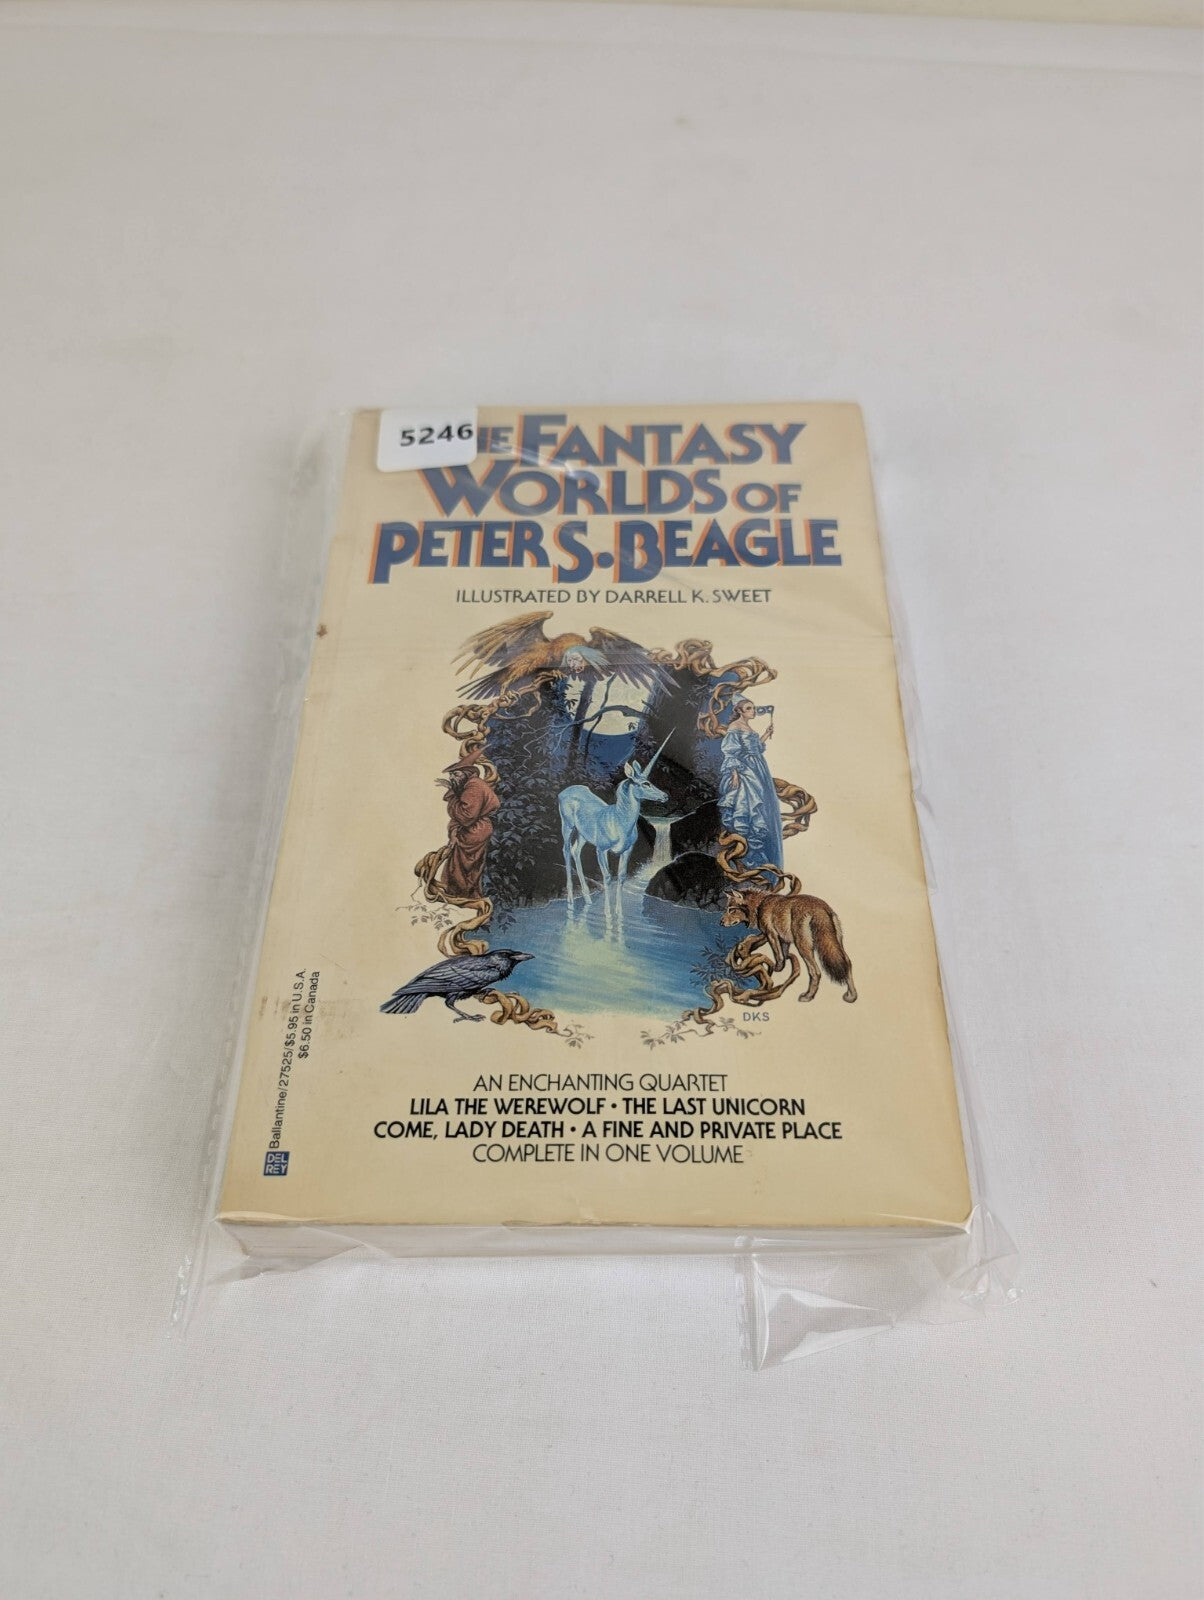 5246
FANTASY
WORLDS OF
PETER S. BEAGLE
ILLUSTRATED BY DARRELL K. SWEET
DKS
AN ENCHANTING QUARTET
LILA THE WEREWOLF • THE LAST UNICORN
COME, LADY DEATH • A FINE AND PRIVATE PLACE
COMPLETE IN ONE VOLUME
DEL
REY
Ballantine/27525/$5.95 in U.S.A.
$6.50 in Canada